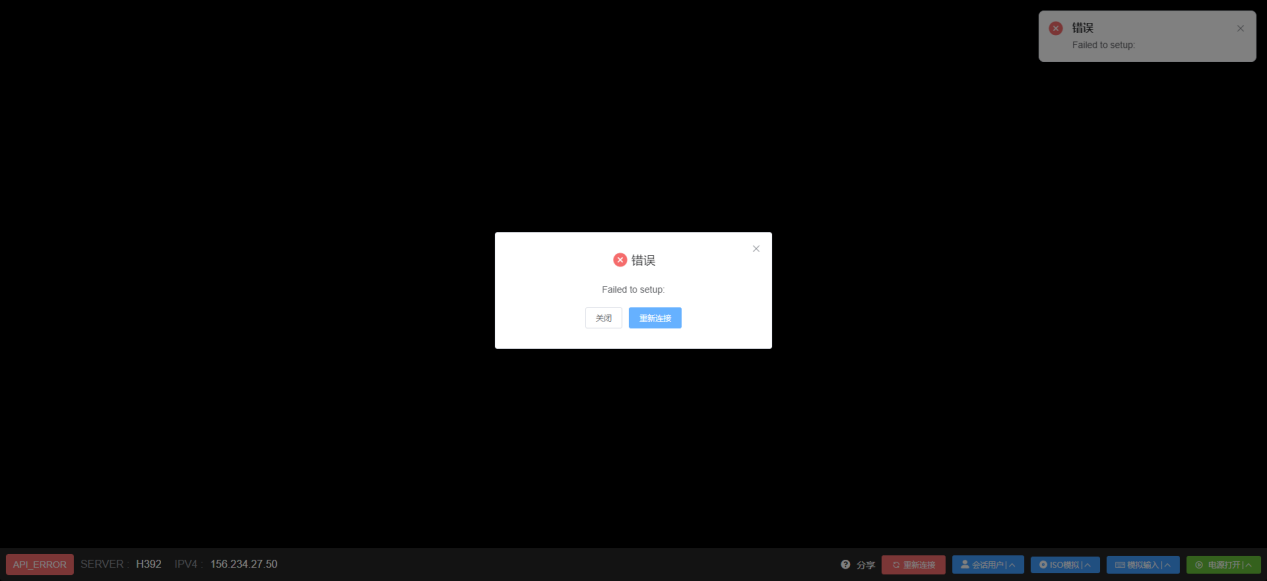 错误
Failed to setup:
错误
Failed to setup:
关闭 重新连接
API_ERROR SERVER : H392 IPV4 : 156.234.27.50 分享 重新连接 会话用户 | ISO模拟 | 模拟输入 | 电源打开 |